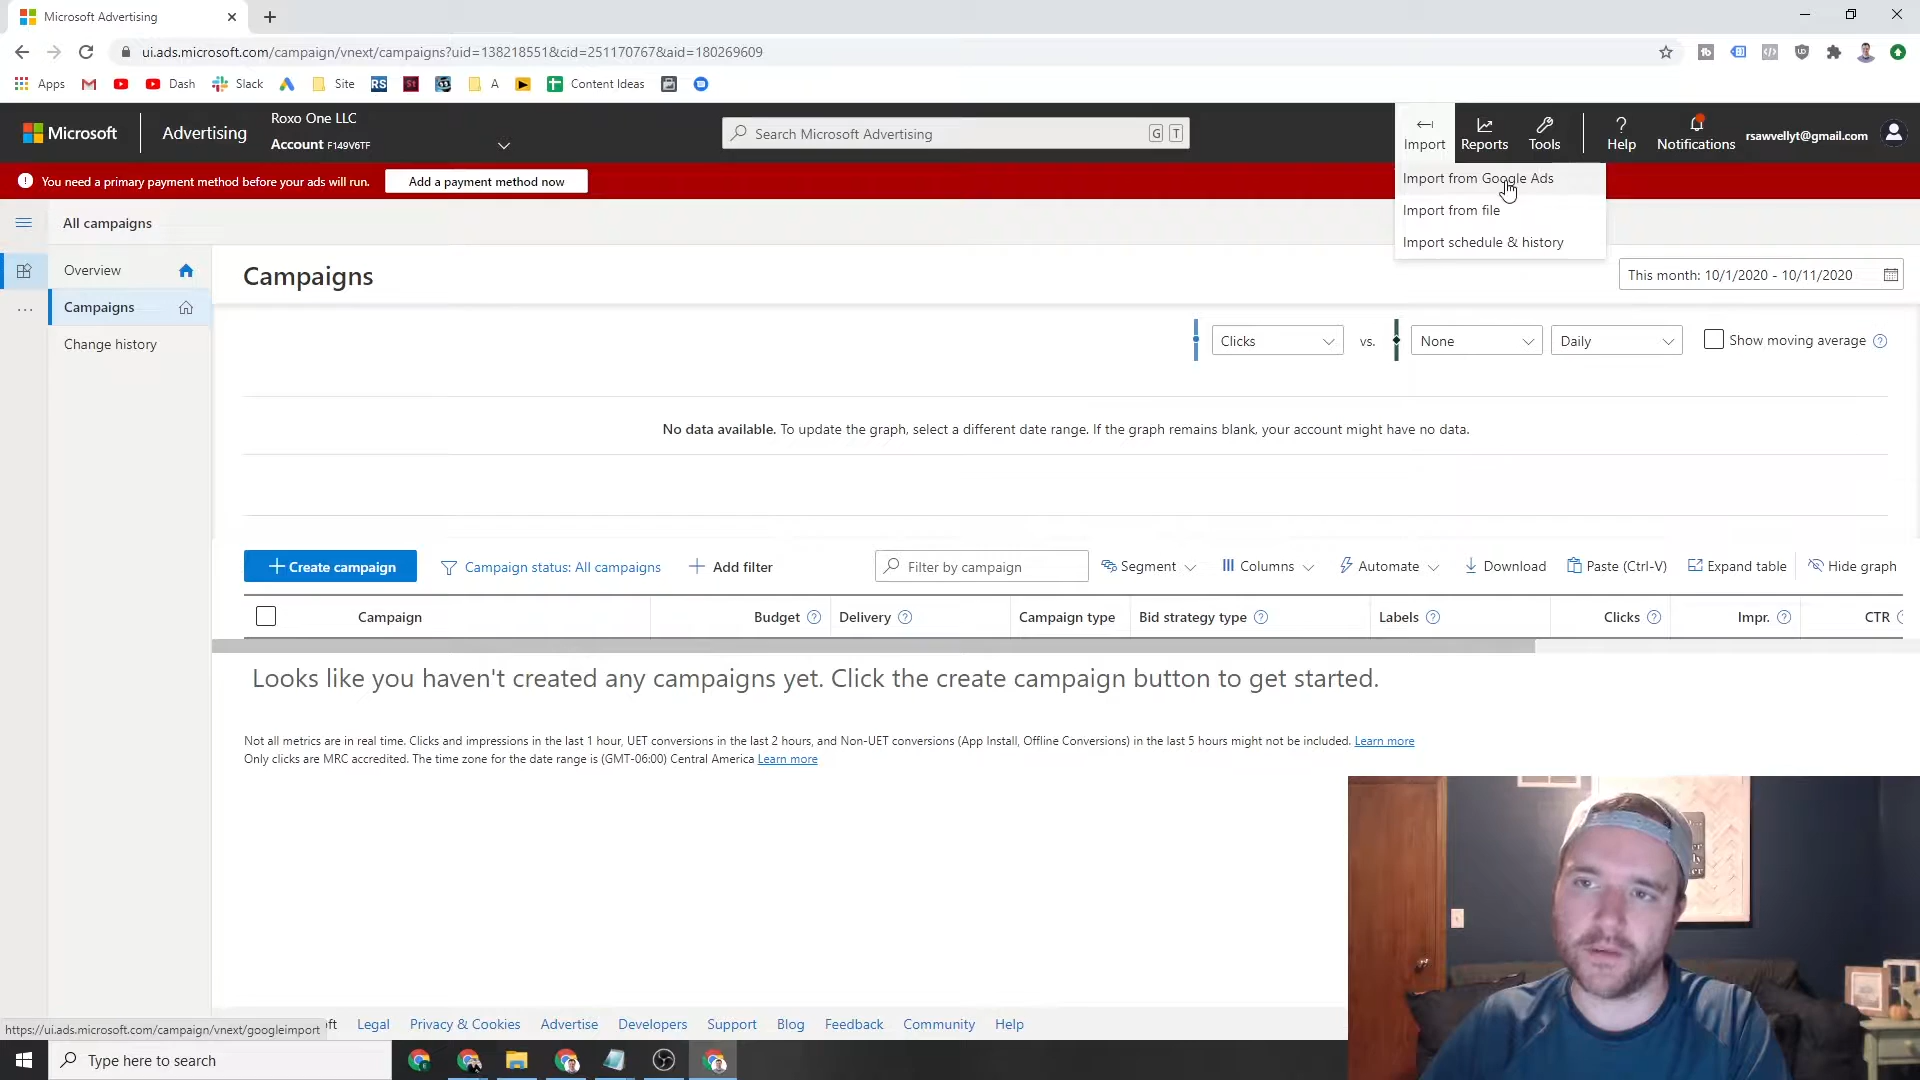 Microsoft Advertising
ui.ads.microsoft.com/campaign/vnext/campaigns?uid=138218551&cid=251170767&aid=180269609
Apps
Dash
Slack
Site
RS
St
A
Content Ideas
Microsoft
Advertising
Roxo One LLC
Account F149V6TF
Search Microsoft Advertising
G
T
Import
Reports
Tools
Help
Notifications
rsawvellyt@gmail.com
You need a primary payment method before your ads will run.
Add a payment method now
Import from Google Ads
Import from file
Import schedule & history
All campaigns
Overview
Campaigns
Change history
Campaigns
This month: 10/1/2020 - 10/11/2020
Clicks
vs.
None
Daily
Show moving average
No data available. To update the graph, select a different date range. If the graph remains blank, your account might have no data.
Create campaign
Campaign status: All campaigns
Add filter
Filter by campaign
Segment
Columns
Automate
Download
Paste (Ctrl-V)
Expand table
Hide graph
Campaign
Budget
Delivery
Campaign type
Bid strategy type
Labels
Clicks
Impr.
CTR
Looks like you haven't created any campaigns yet. Click the create campaign button to get started.
Not all metrics are in real time. Clicks and impressions in the last 1 hour, UET conversions in the last 2 hours, and Non-UET conversions (App Install, Offline Conversions) in the last 5 hours might not be included. Learn more
Only clicks are MRC accredited. The time zone for the date range is (GMT-06:00) Central America Learn more
https://ui.ads.microsoft.com/campaign/vnext/googleimport
ft
Legal
Privacy & Cookies
Advertise
Developers
Support
Blog
Feedback
Community
Help
Type here to search